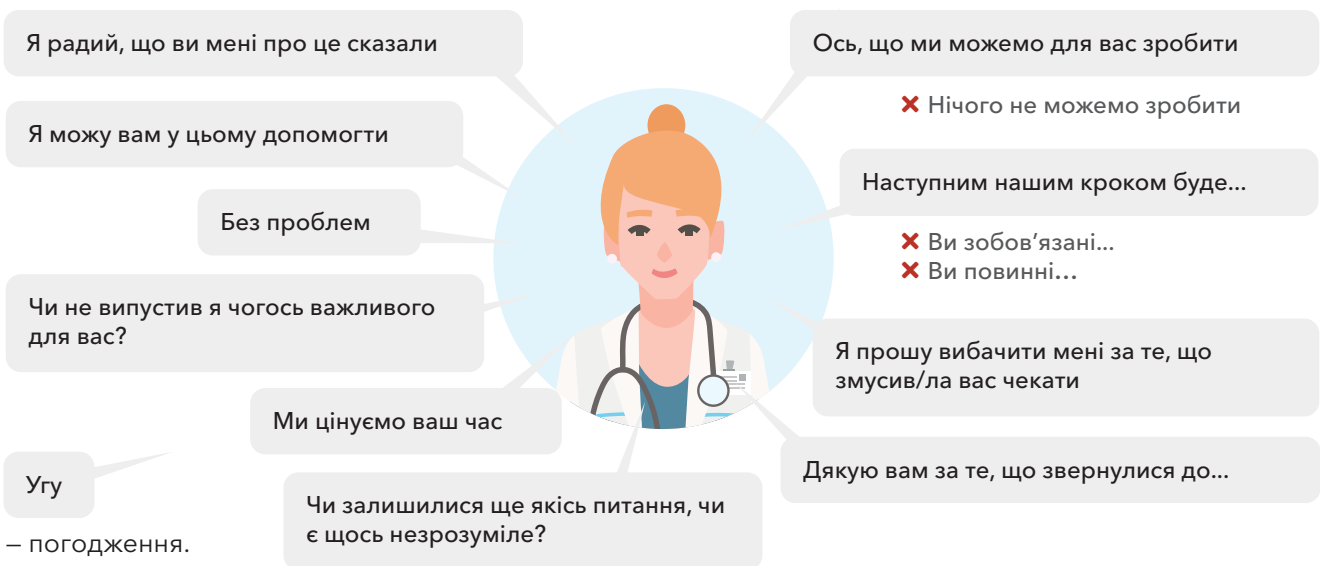 Я радий, що ви мені про це сказали
Я можу вам у цьому допомогти
Без проблем
Чи не випустив я чогось важливого
для вас?
Ми цінуємо ваш час
Угу
— погодження.
Чи залишилися ще якісь питання, чи
є щось незрозуміле?
Ось, що ми можемо для вас зробити
❌ Нічого не можемо зробити
Наступним нашим кроком буде...
❌ Ви зобов’язані...
❌ Ви повинні...
Я прошу вибачити мені за те, що
змусив/ла вас чекати
Дякую вам за те, що звернулися до...